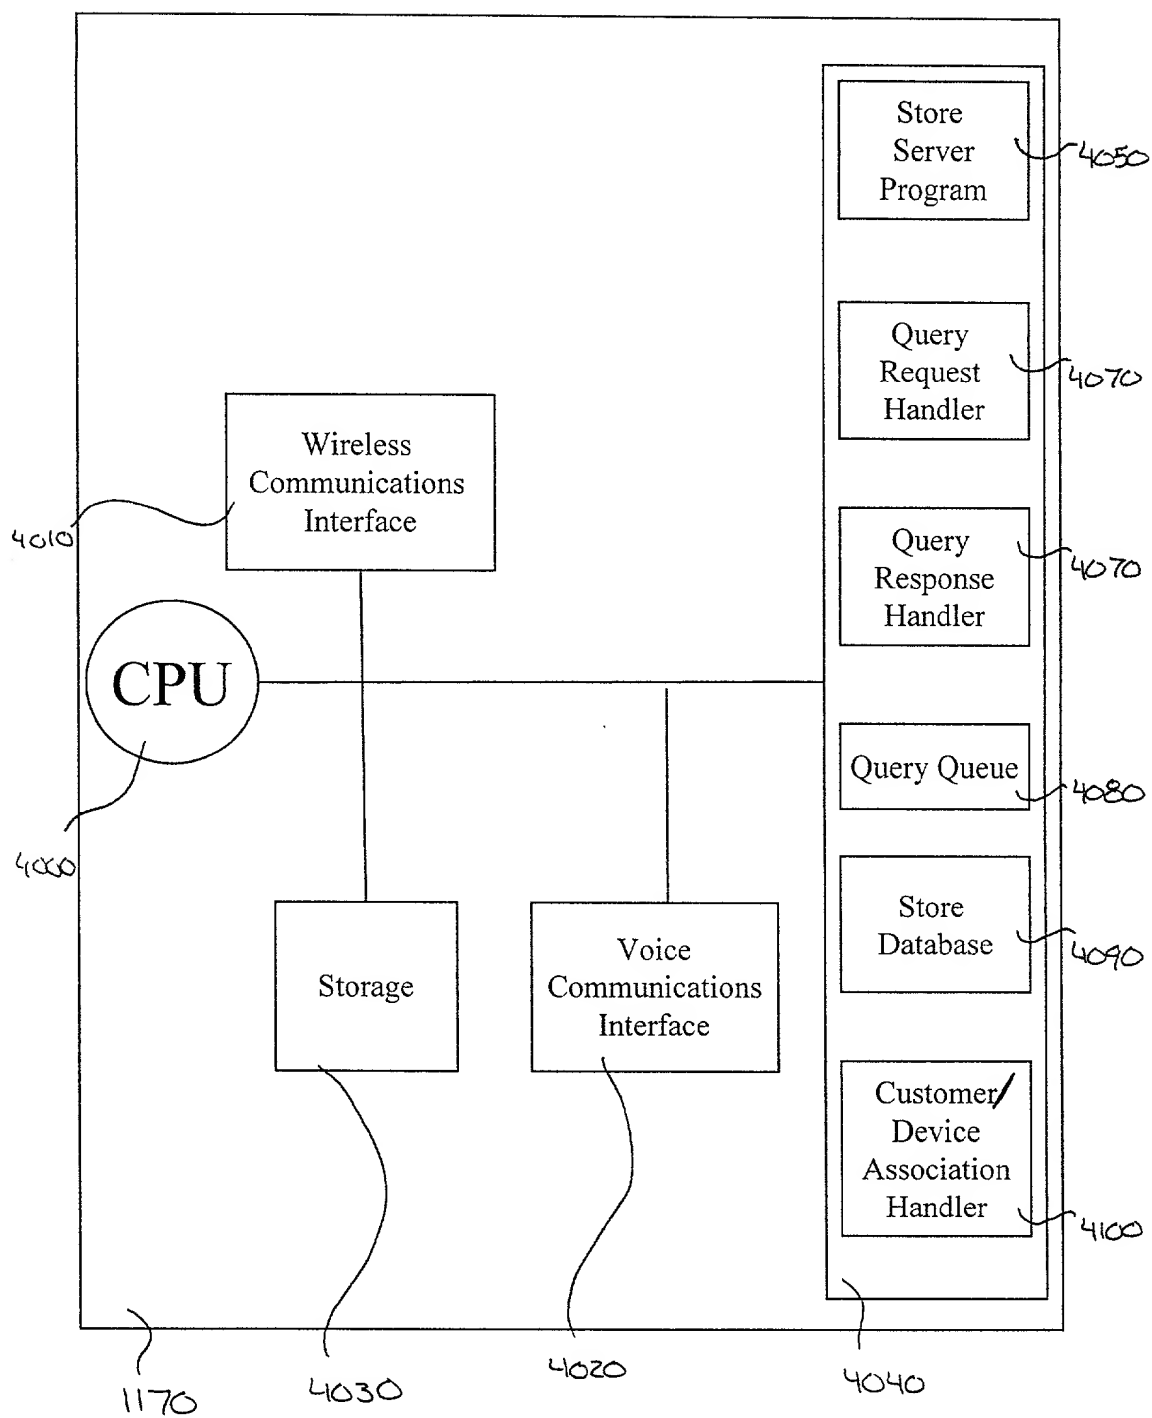 Store
Server
Program
4050
Query
Request
Handler
4070
Wireless
Communications
Interface
4010
Query
Response
Handler
4070
CPU
4000
Query Queue
4080
Store
Database
4090
Storage
Voice
Communications
Interface
Customer/
Device
Association
Handler
4100
1170
4030
4020
4040